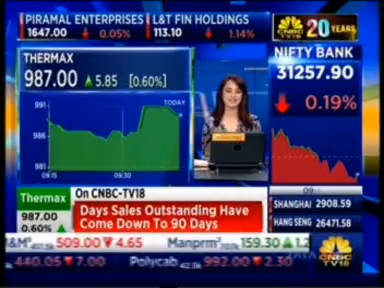 PIRAMAL ENTERPRISES
1647.00 0.05%
L&T FIN HOLDINGS
113.10 1.14%
CNBC TV18
20 YEARS
THERMAX
987.00 5.85 [0.60%]
991
986
981
TODAY
09:15 09:30
NIFTY BANK
31257.90
0.19%
Thermax
987.00
0.60%
On CNBC-TV18
Days Sales Outstanding Have
Come Down To 90 Days
SHANGHAI 2908.59
HANG SENG 26471.58
&M 509.00 4.65 Manprm 159.30 1.2
440.05 7.00 Polycab 992.00 2.30
CNBC
TV18